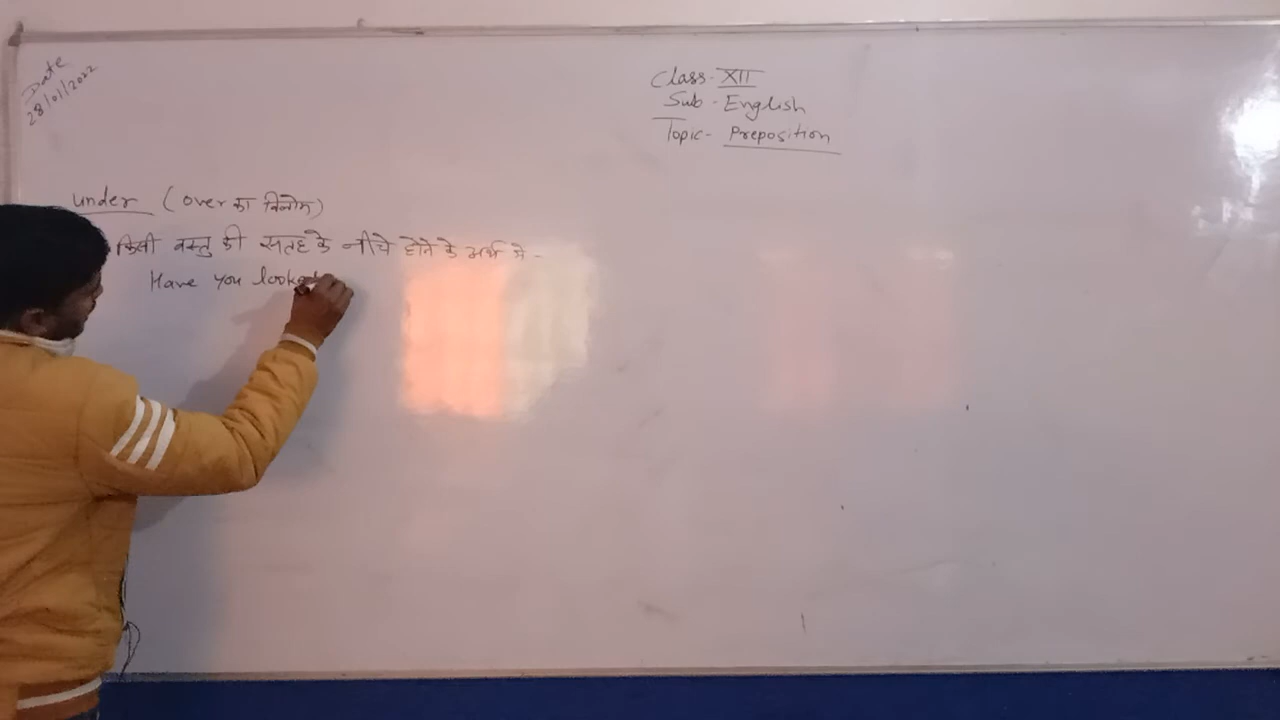 Date
28/01/2022
Class- XII
Sub - English
Topic- Preposition
under (over का विलोम)
किसी वस्तु की सतह के नीचे होने के अर्थ मे -
Have you looked